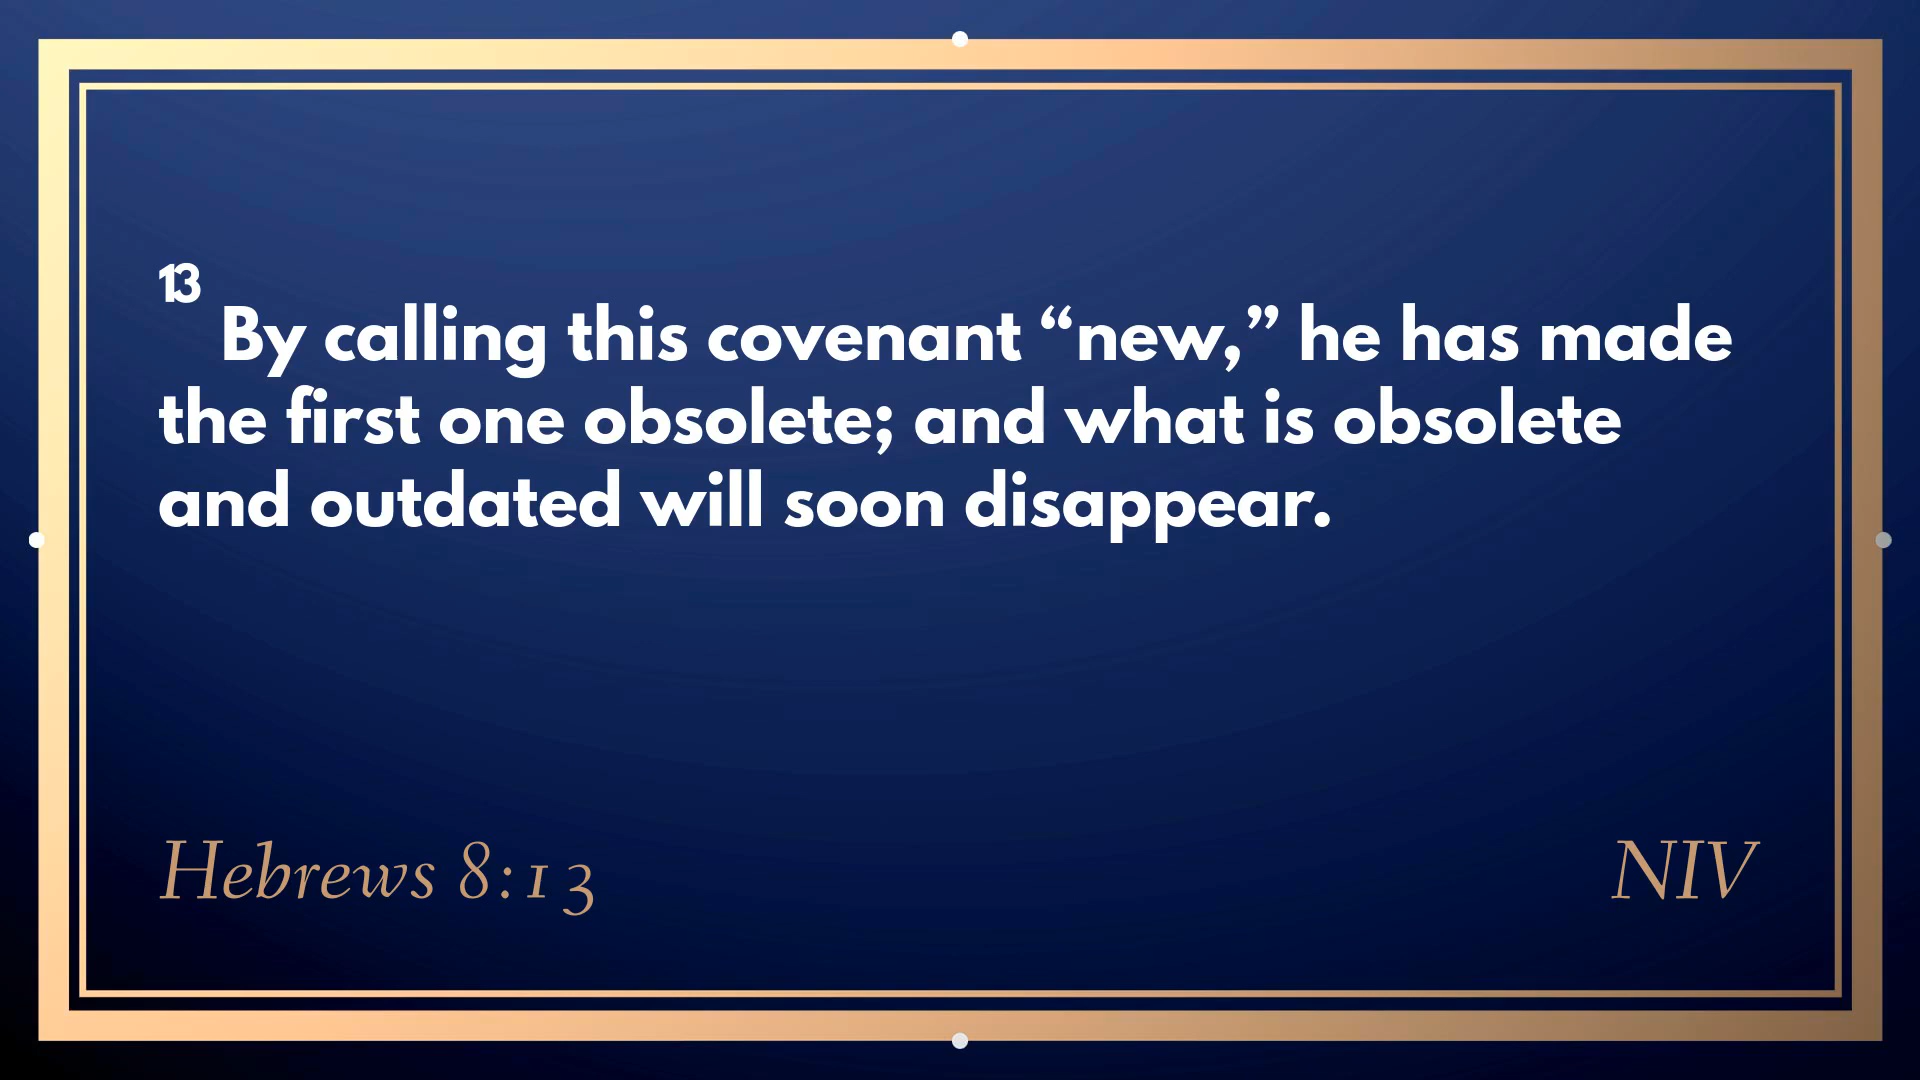 13 By calling this covenant “new,” he has made
the first one obsolete; and what is obsolete
and outdated will soon disappear.
Hebrews 8:13
NIV